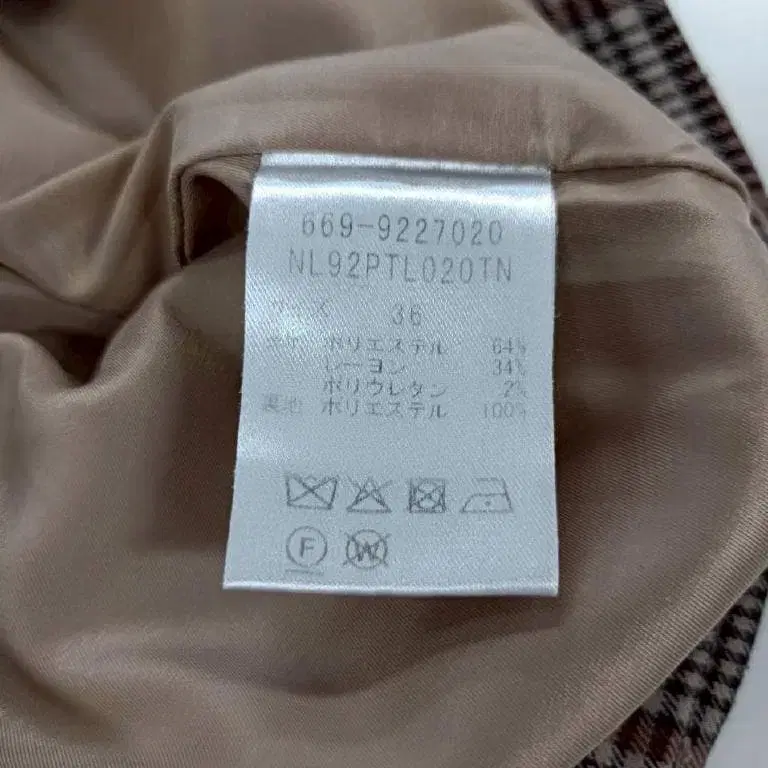 669-9227020
NL92PTL020TN
サイズ 36
表地 ポリエステル 64%
レーヨン 34%
ポリウレタン 2%
裏地 ポリエステル 100%
F W